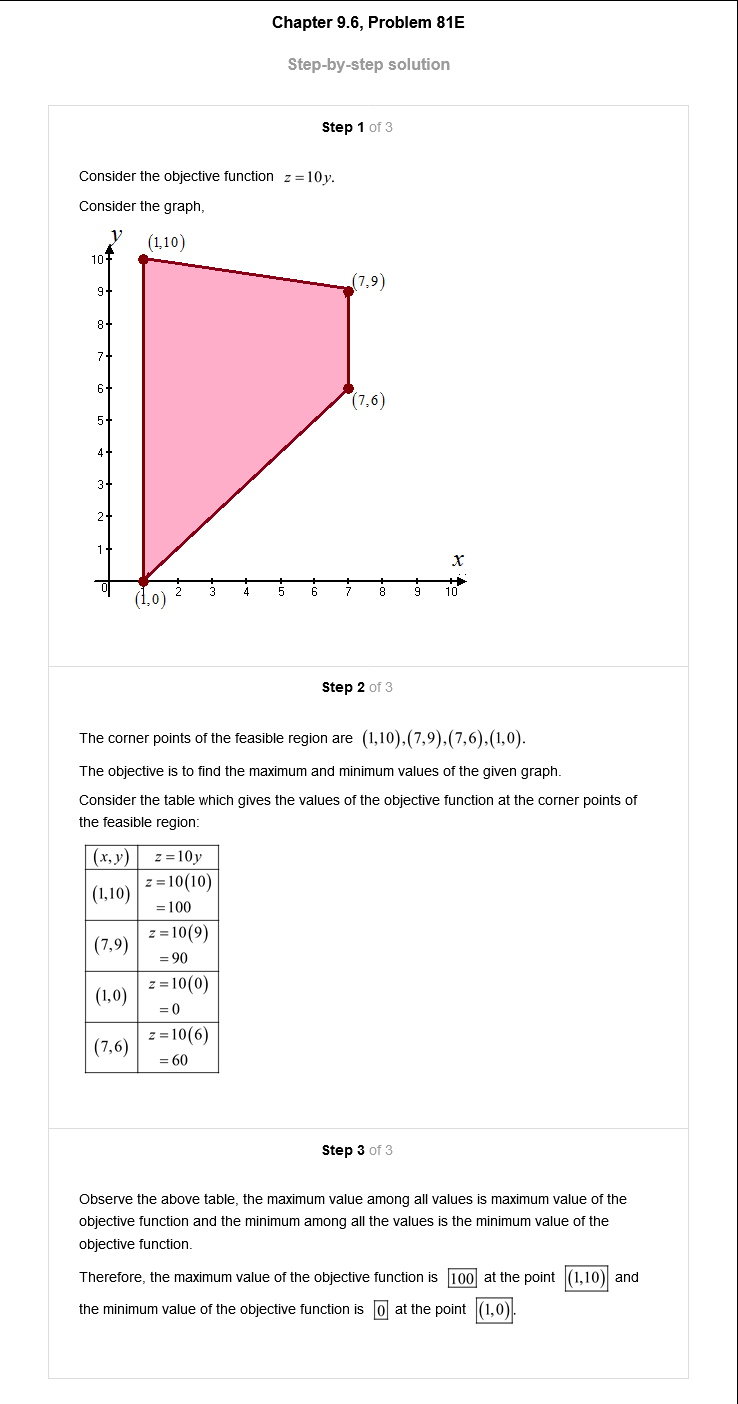 Chapter 9.6, Problem 81E
Step-by-step solution
Step 1 of 3
Consider the objective function z = 10y.
Consider the graph,
y
(1,10)
10
(7,9)
9
8
7
6
(7,6)
5
4
3
2
1
x
0
(1,0) 2 3 4 5 6 7 8 9 10
Step 2 of 3
The corner points of the feasible region are (1,10),(7,9),(7,6),(1,0).
The objective is to find the maximum and minimum values of the given graph.
Consider the table which gives the values of the objective function at the corner points of
the feasible region:
(x,y) z = 10y
(1,10) z = 10(10)
= 100
(7,9) z = 10(9)
= 90
(1,0) z = 10(0)
= 0
(7,6) z = 10(6)
= 60
Step 3 of 3
Observe the above table, the maximum value among all values is maximum value of the
objective function and the minimum among all the values is the minimum value of the
objective function.
Therefore, the maximum value of the objective function is 100 at the point (1,10) and
the minimum value of the objective function is 0 at the point (1,0).